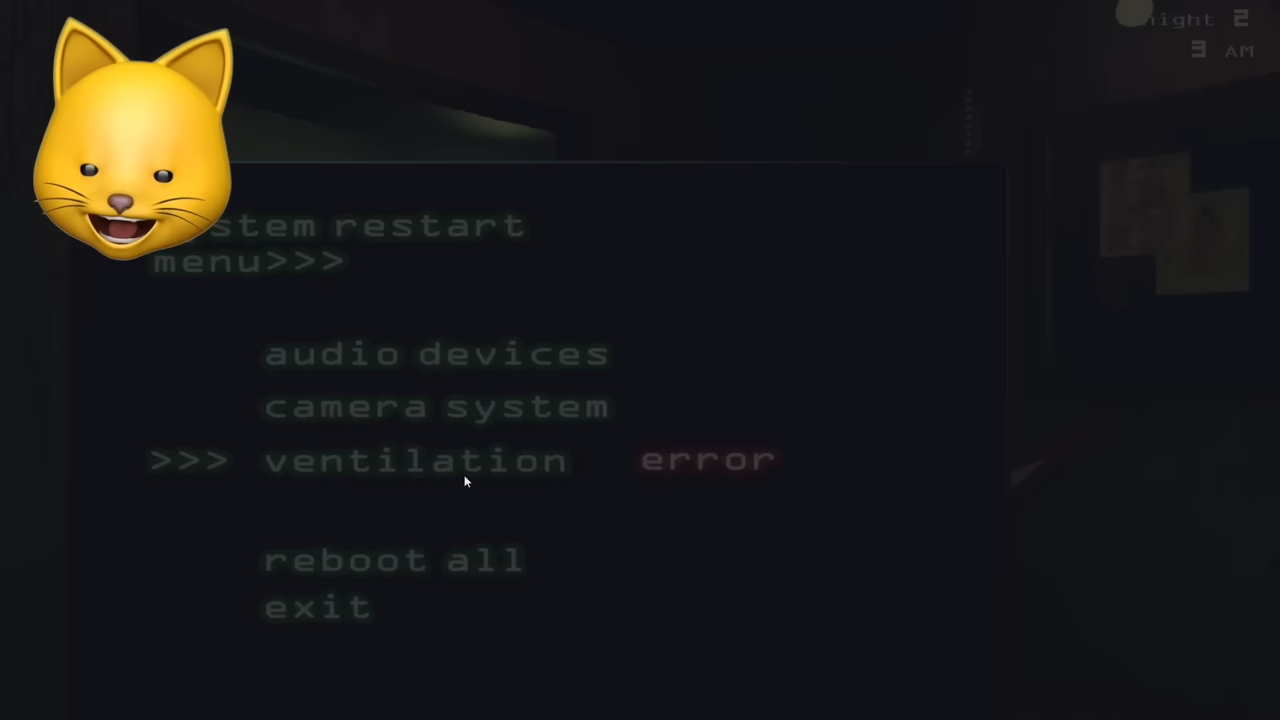 night 2
3 AM
stem restart
menu>>>
audio devices
camera system
>>> ventilation error
reboot all
exit